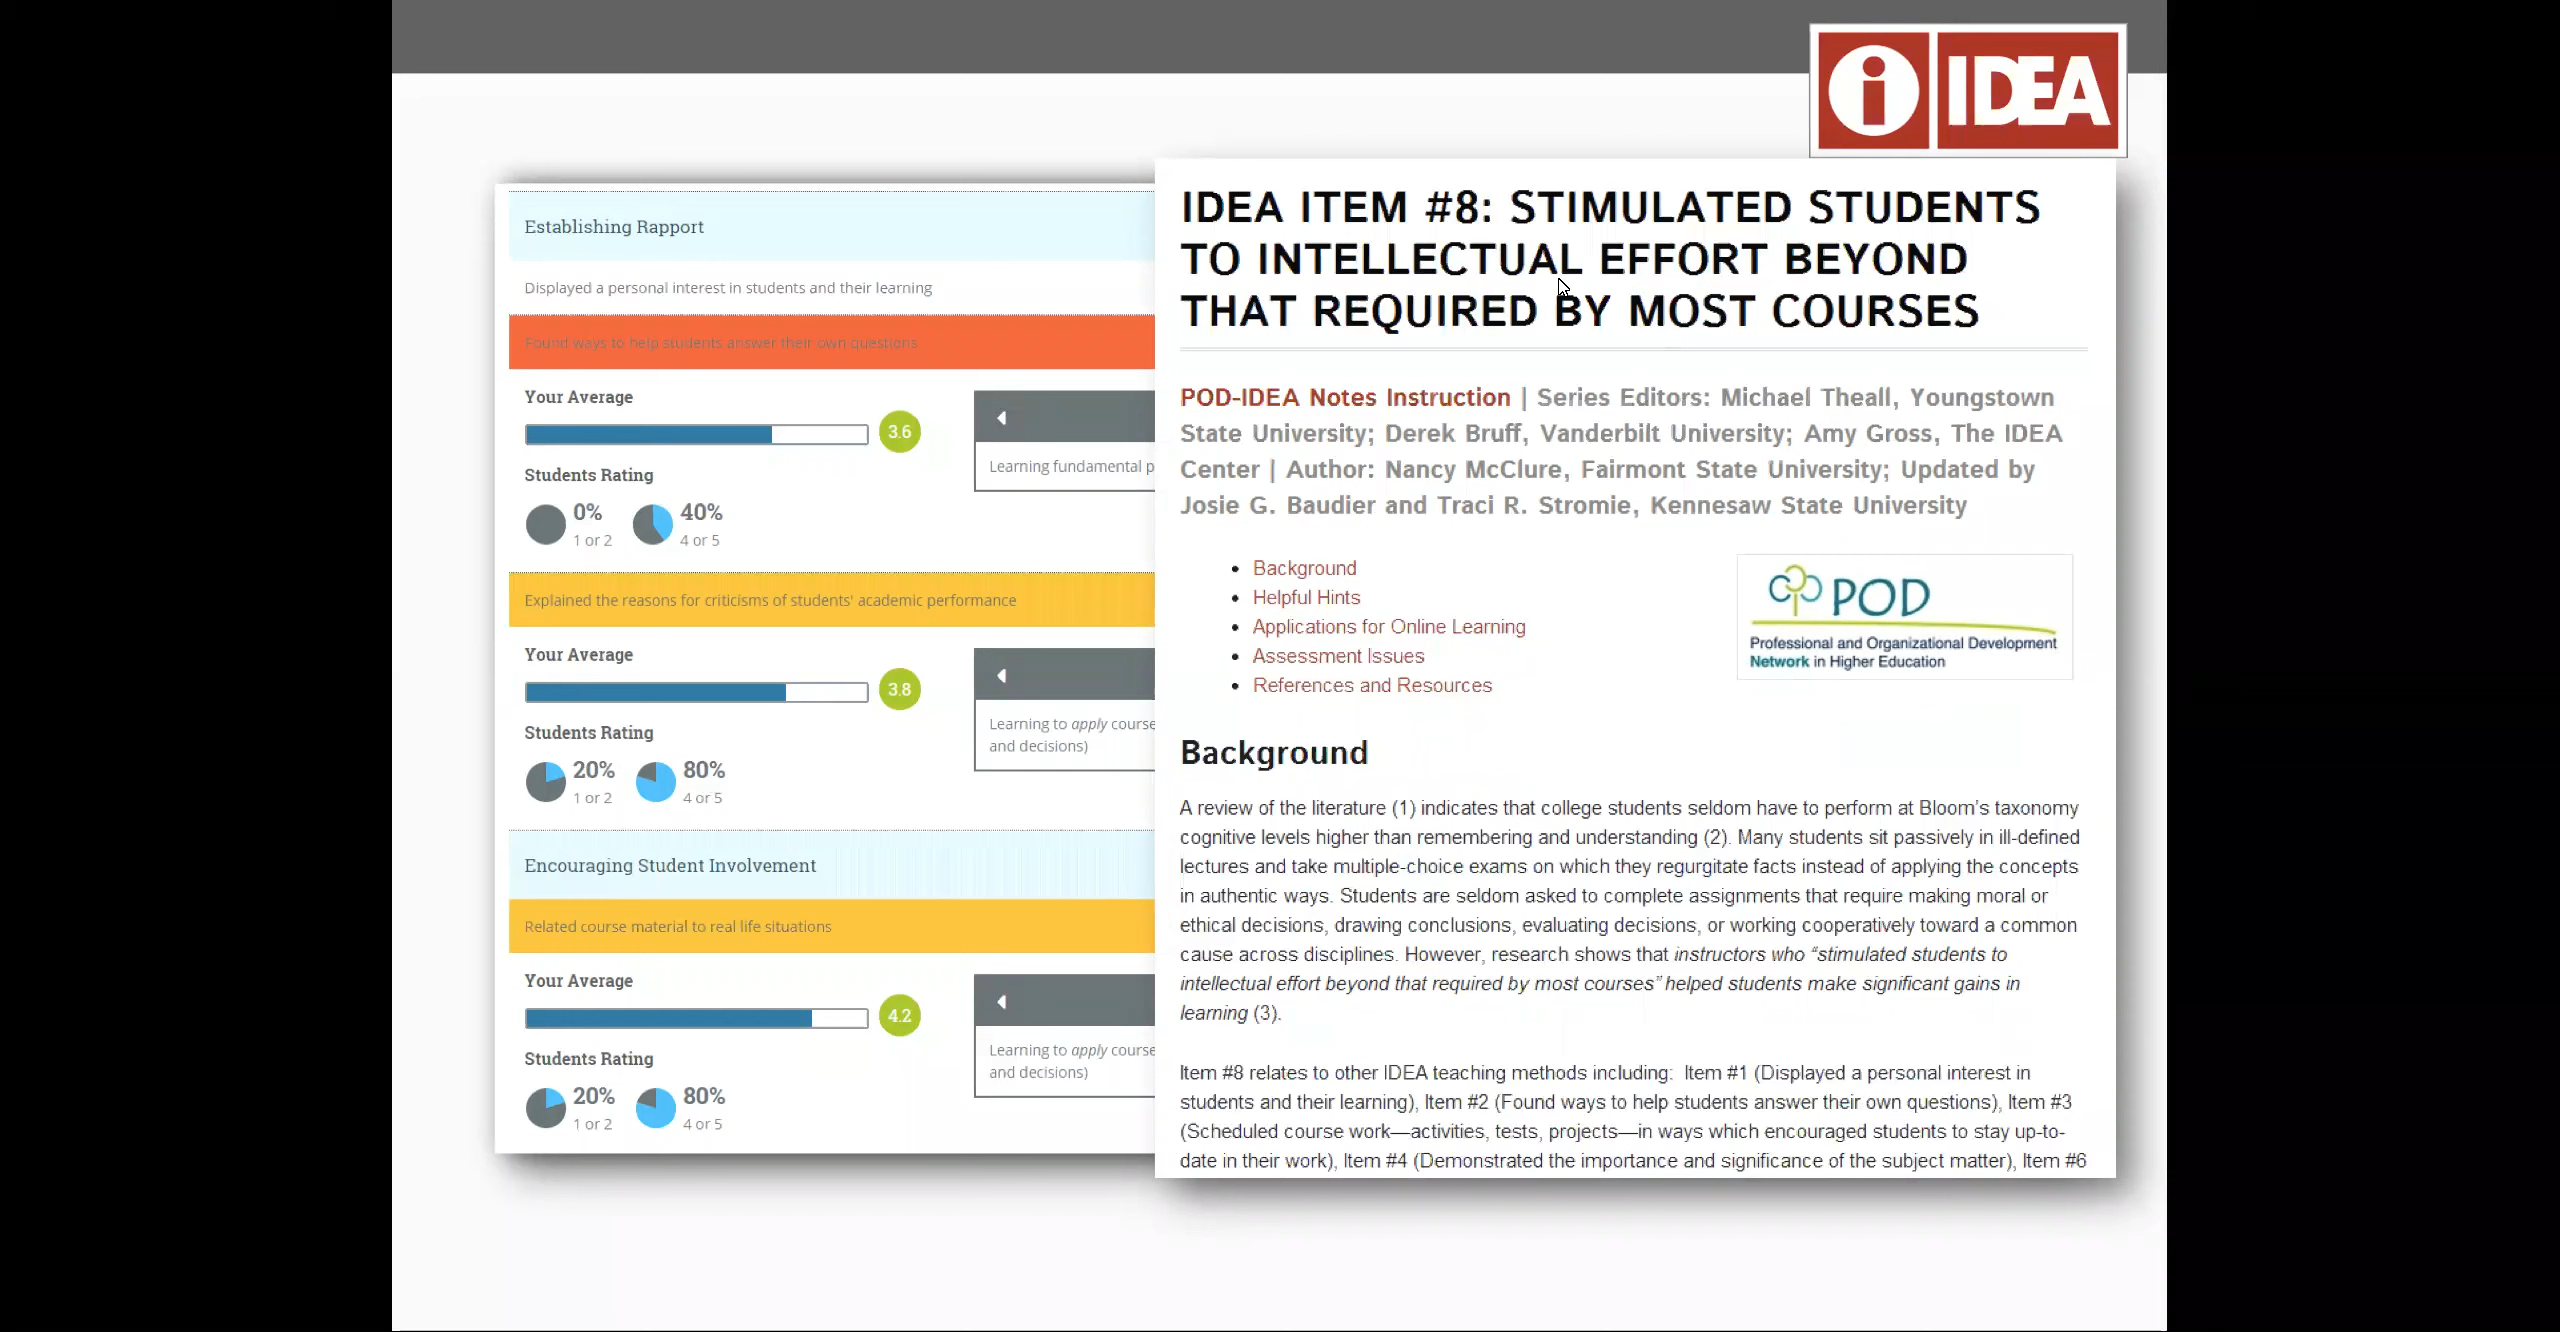 IDEA
Establishing Rapport
Displayed a personal interest in students and their learning
Found ways to help students answer their own questions
Your Average
3.6
Students Rating
0%
1 or 2
40%
4 or 5
Learning fundamental p
Explained the reasons for criticisms of students' academic performance
Your Average
3.8
Students Rating
20%
1 or 2
80%
4 or 5
Learning to apply course
and decisions)
Encouraging Student Involvement
Related course material to real life situations
Your Average
4.2
Students Rating
20%
1 or 2
80%
4 or 5
Learning to apply course
and decisions)
IDEA ITEM #8: STIMULATED STUDENTS
TO INTELLECTUAL EFFORT BEYOND
THAT REQUIRED BY MOST COURSES
POD-IDEA Notes Instruction | Series Editors: Michael Theall, Youngstown
State University; Derek Bruff, Vanderbilt University; Amy Gross, The IDEA
Center | Author: Nancy McClure, Fairmont State University; Updated by
Josie G. Baudier and Traci R. Stromie, Kennesaw State University
• Background
• Helpful Hints
• Applications for Online Learning
• Assessment Issues
• References and Resources
POD
Professional and Organizational Development
Network in Higher Education
Background
A review of the literature (1) indicates that college students seldom have to perform at Bloom's taxonomy
cognitive levels higher than remembering and understanding (2). Many students sit passively in ill-defined
lectures and take multiple-choice exams on which they regurgitate facts instead of applying the concepts
in authentic ways. Students are seldom asked to complete assignments that require making moral or
ethical decisions, drawing conclusions, evaluating decisions, or working cooperatively toward a common
cause across disciplines. However, research shows that instructors who “stimulated students to
intellectual effort beyond that required by most courses” helped students make significant gains in
learning (3).
Item #8 relates to other IDEA teaching methods including: Item #1 (Displayed a personal interest in
students and their learning), Item #2 (Found ways to help students answer their own questions), Item #3
(Scheduled course work—activities, tests, projects—in ways which encouraged students to stay up-to-
date in their work), Item #4 (Demonstrated the importance and significance of the subject matter), Item #6